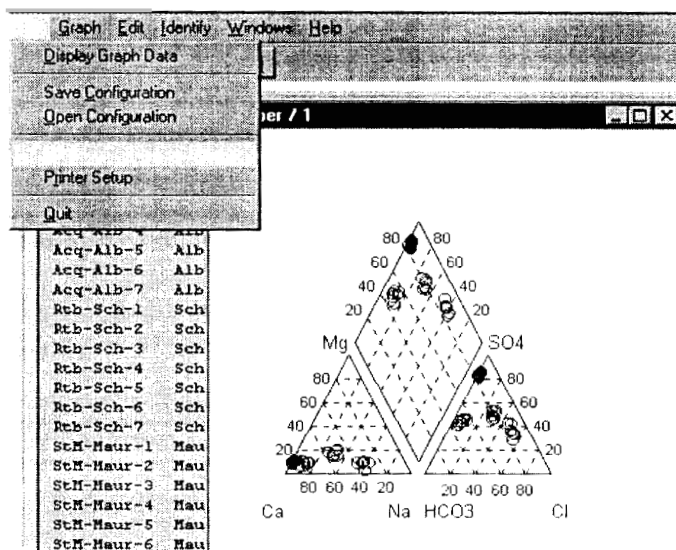 Graph Edit Identify Windows Help
Display Graph Data
Save Configuration
Open Configuration
Printer Setup
Quit
per / 1
Acq-Alb-4 Alb
Acq-Alb-5 Alb
Acq-Alb-6 Alb
Acq-Alb-7 Alb
Rtb-Sch-1 Sch
Rtb-Sch-2 Sch
Rtb-Sch-3 Sch
Rtb-Sch-4 Sch
Rtb-Sch-5 Sch
Rtb-Sch-6 Sch
Rtb-Sch-7 Sch
StM-Maur-1 Mau
StM-Maur-2 Mau
StM-Maur-3 Mau
StM-Maur-4 Mau
StM-Maur-5 Mau
StM-Maur-6 Mau
80 80
60 60
40 40
20 20
Mg SO4
80 80
60 60
40 40
20 20
80 60 40 20 20 40 60 80
Ca Na HCO3 Cl